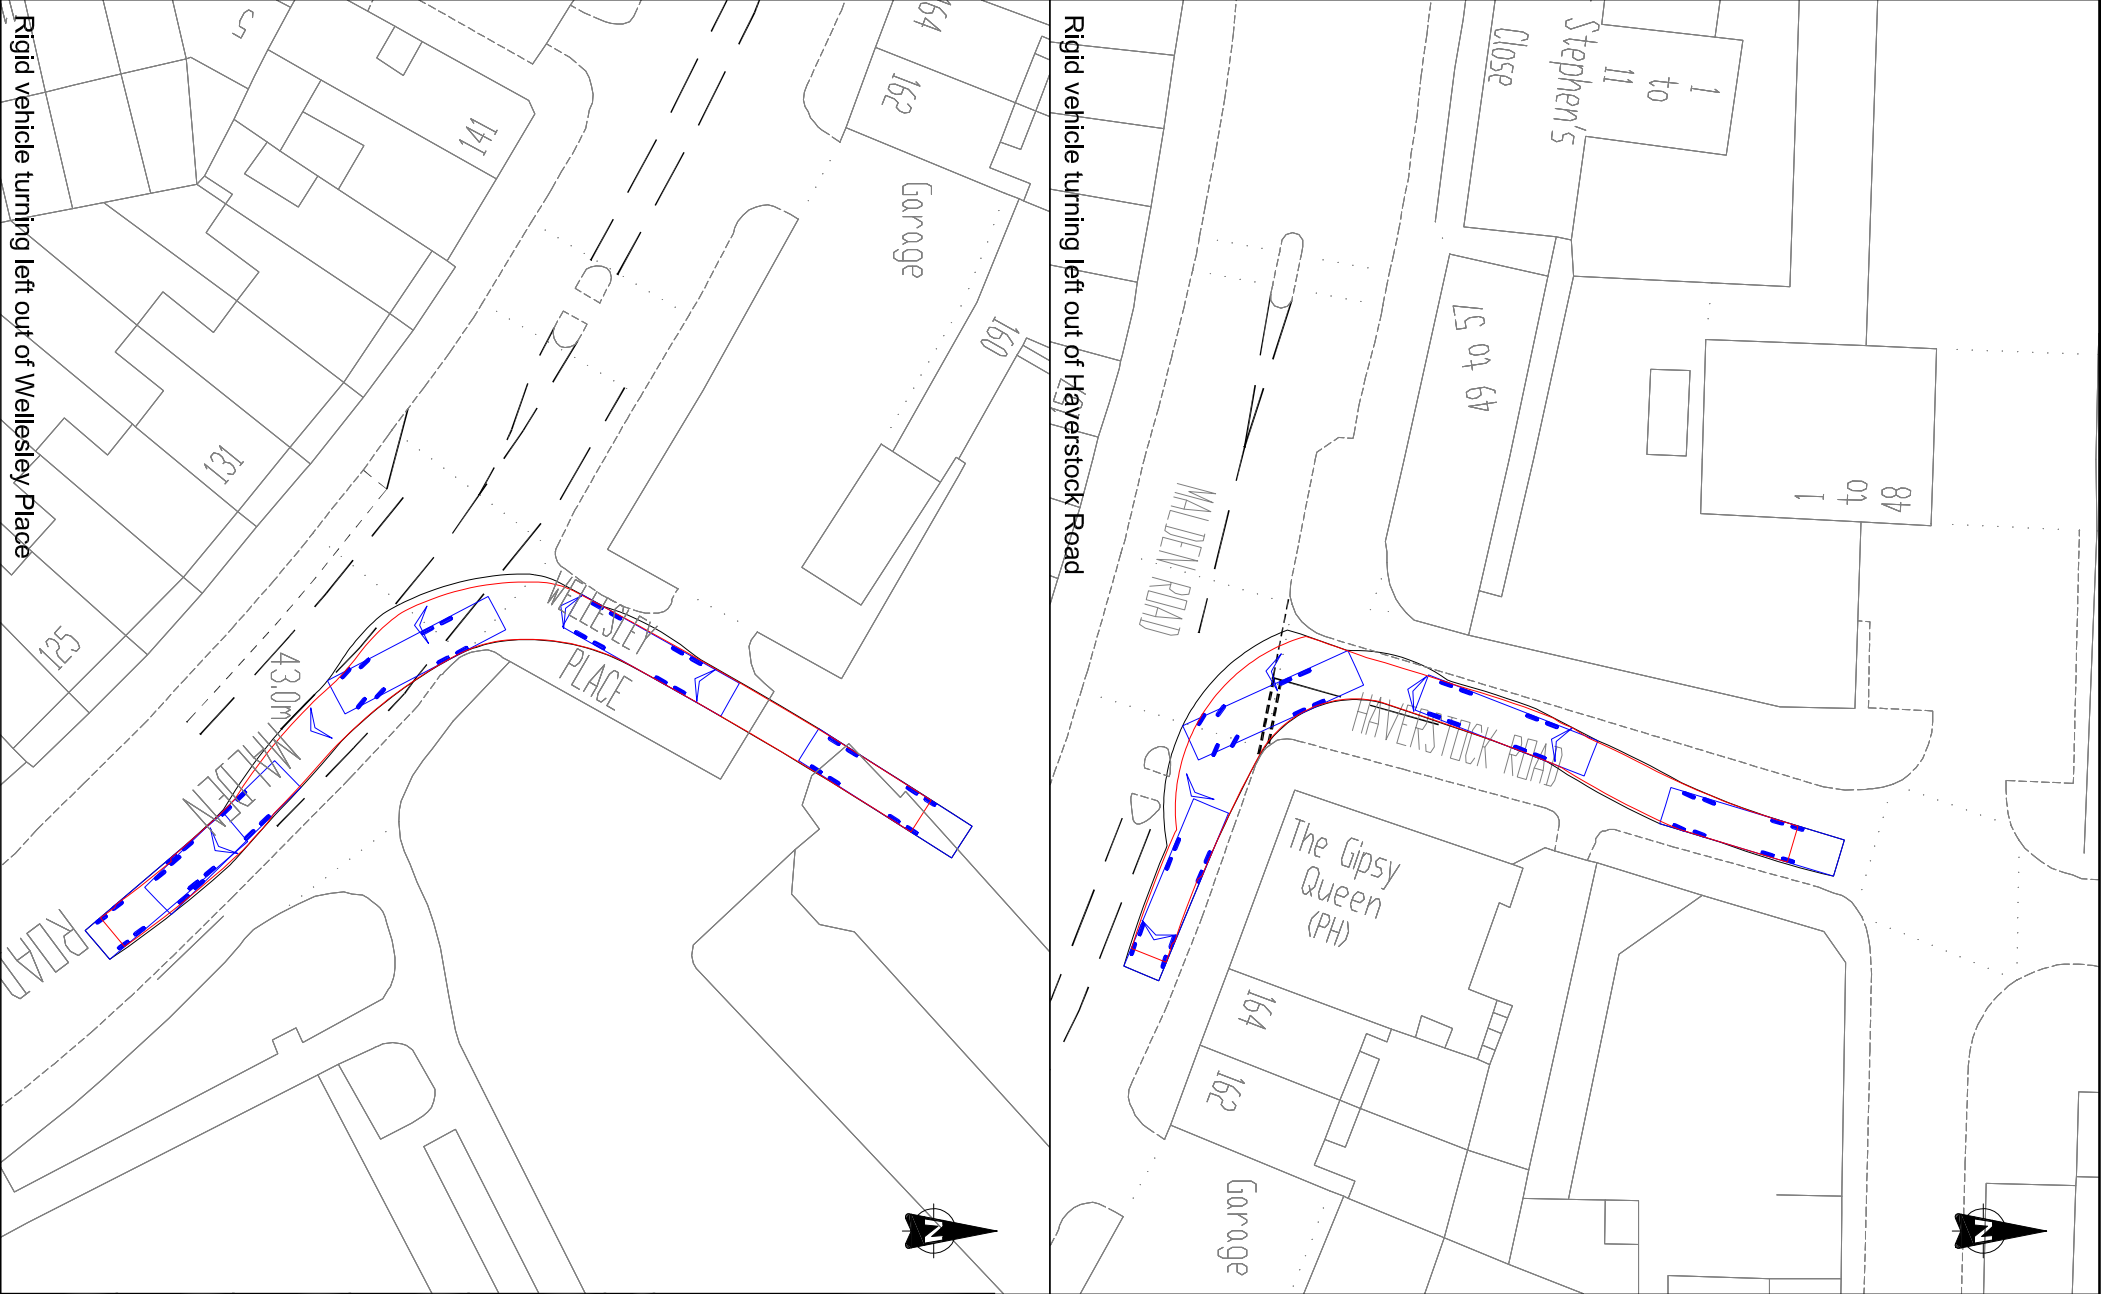 Rigid vehicle turning left out of Wellesley Place
141
131
125
164
162
Garage
160
WELLESLEY
PLACE
43.0m
MALDEN
ROAD
N
Rigid vehicle turning left out of Haverstock Road
Stephen's
Close
1
to
11
49 to 57
1
to
48
MALDEN ROAD
HAVERSTOCK ROAD
The Gipsy
Queen
(PH)
164
162
Garage
N